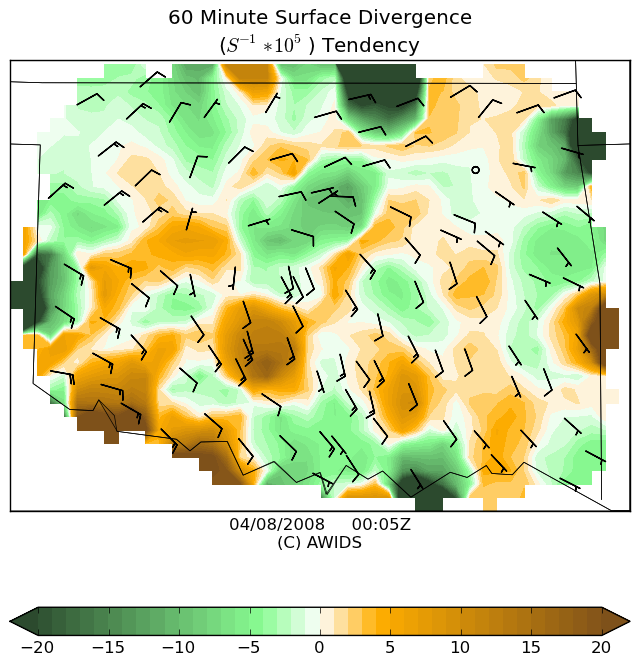 60 Minute Surface Divergence
(S⁻¹ *10⁵ ) Tendency
04/08/2008 00:05Z
(C) AWIDS
−20 −15 −10 −5 0 5 10 15 20